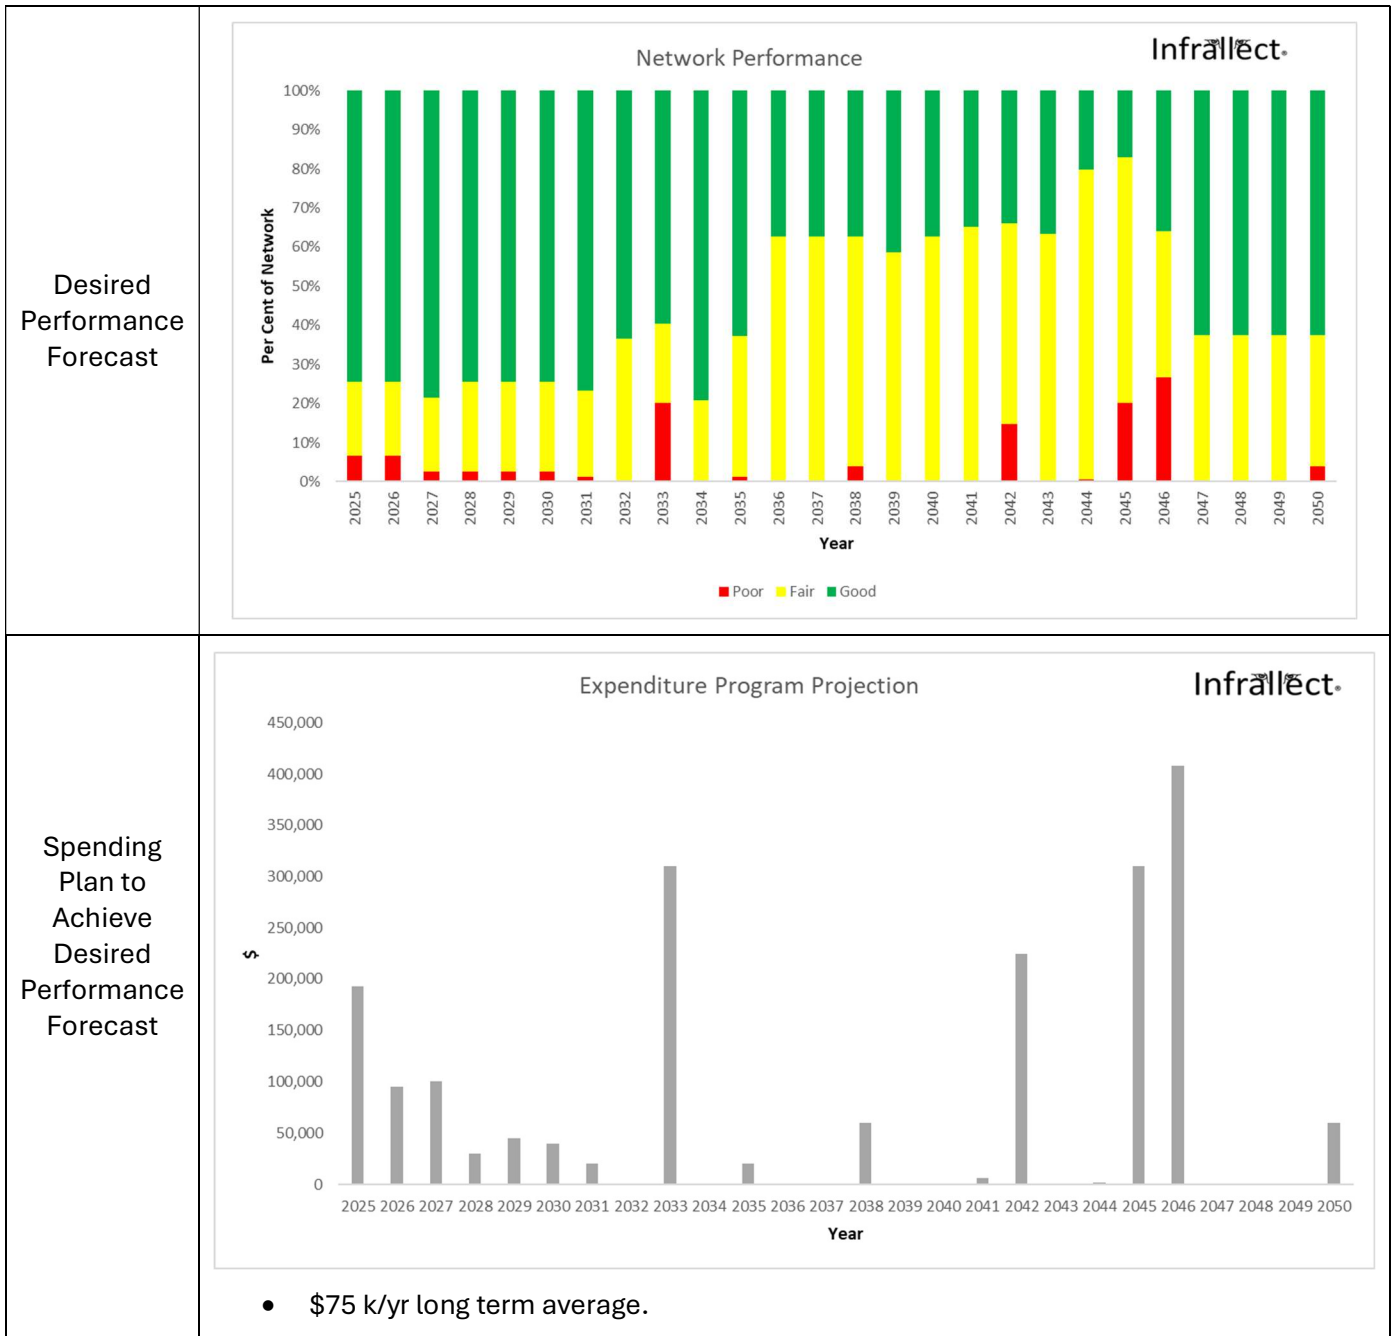 Desired
Performance
Forecast
Network Performance
Infrallect
100%
90%
80%
70%
60%
50%
40%
30%
20%
10%
0%
Per Cent of Network
2025 2026 2027 2028 2029 2030 2031 2032 2033 2034 2035 2036 2037 2038 2039 2040 2041 2042 2043 2044 2045 2046 2047 2048 2049 2050
Year
Poor Fair Good
Spending
Plan to
Achieve
Desired
Performance
Forecast
Expenditure Program Projection
Infrallect
450,000
400,000
350,000
300,000
250,000
200,000
150,000
100,000
50,000
0
$
2025 2026 2027 2028 2029 2030 2031 2032 2033 2034 2035 2036 2037 2038 2039 2040 2041 2042 2043 2044 2045 2046 2047 2048 2049 2050
Year
• $75 k/yr long term average.